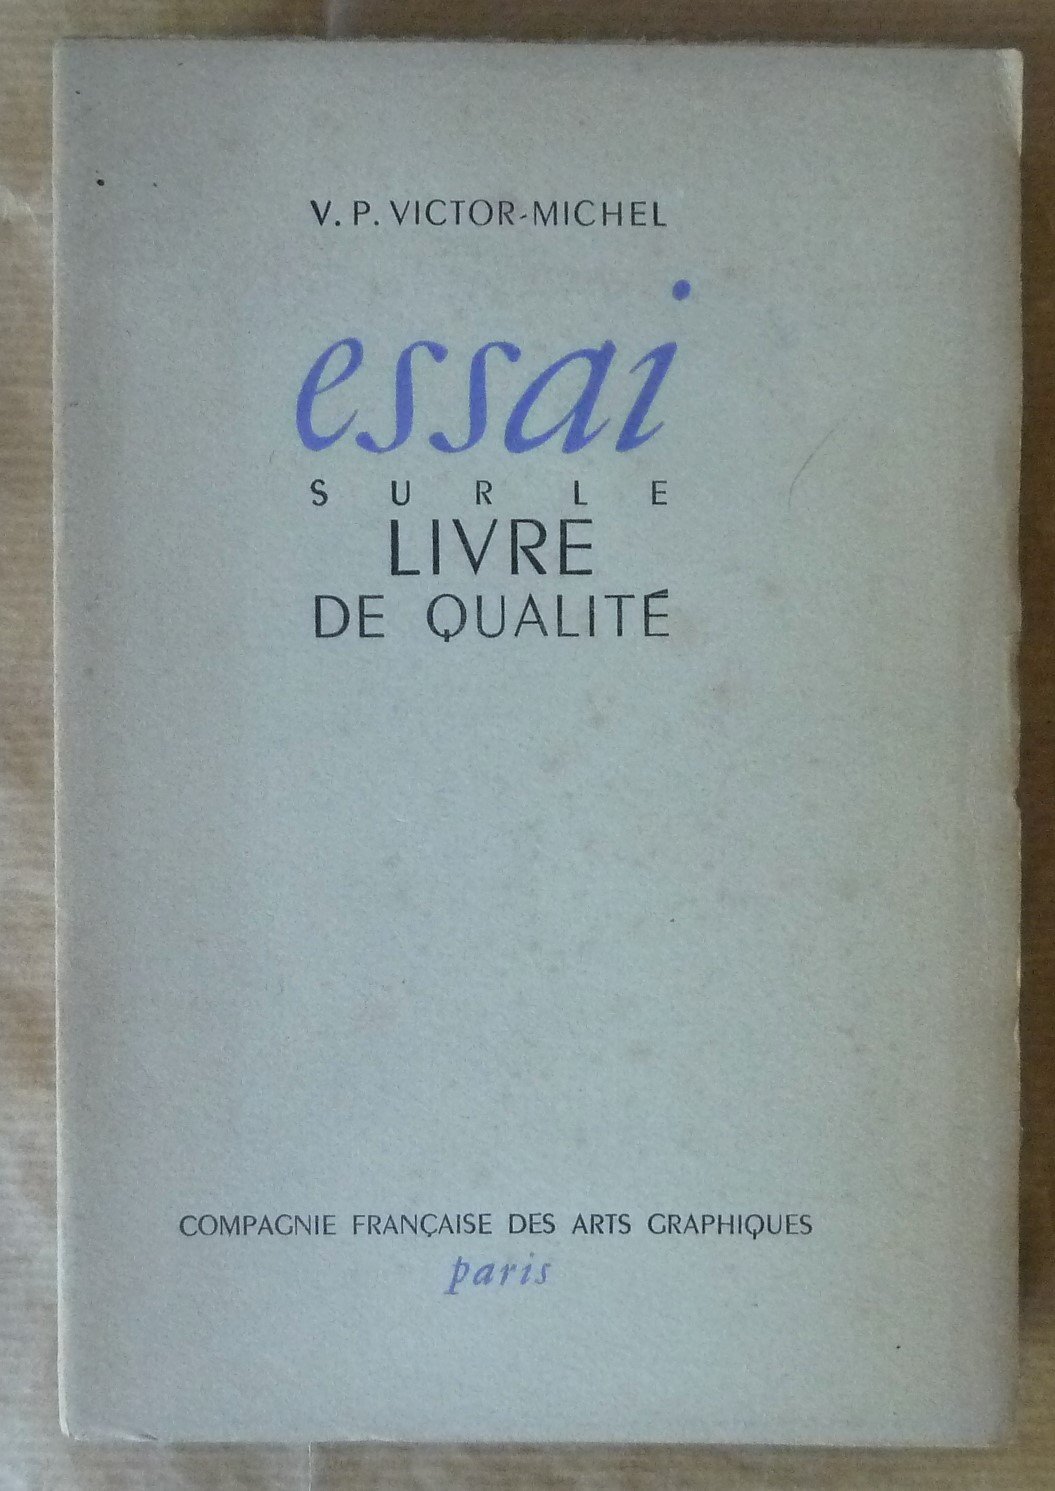 V. P. VICTOR-MICHEL
essai
SUR LE
LIVRE
DE QUALITÉ
COMPAGNIE FRANÇAISE DES ARTS GRAPHIQUES
paris